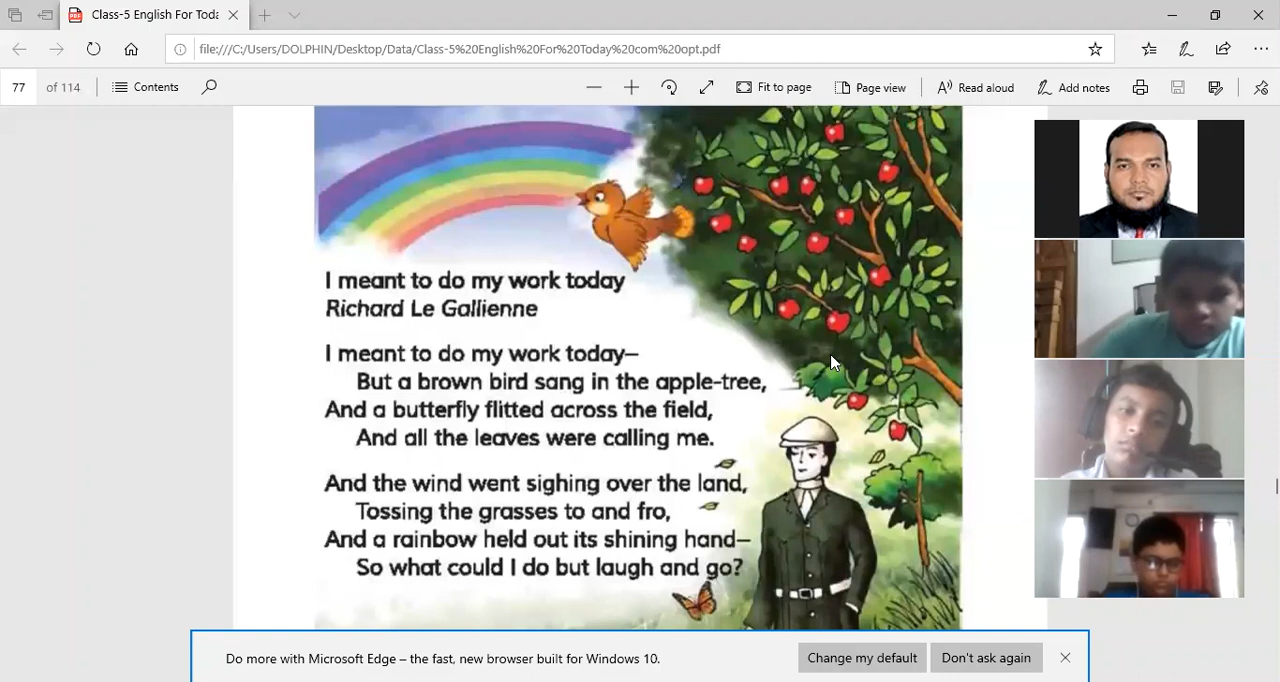 Class-5 English For Toda
file:///C:/Users/DOLPHIN/Desktop/Data/Class-5%20English%20For%20Today%20com%20opt.pdf
77 of 114 Contents Fit to page Page view Read aloud Add notes
I meant to do my work today
Richard Le Gallienne
I meant to do my work today–
But a brown bird sang in the apple-tree,
And a butterfly flitted across the field,
And all the leaves were calling me.
And the wind went sighing over the land,
Tossing the grasses to and fro,
And a rainbow held out its shining hand–
So what could I do but laugh and go?
Do more with Microsoft Edge – the fast, new browser built for Windows 10. Change my default Don't ask again